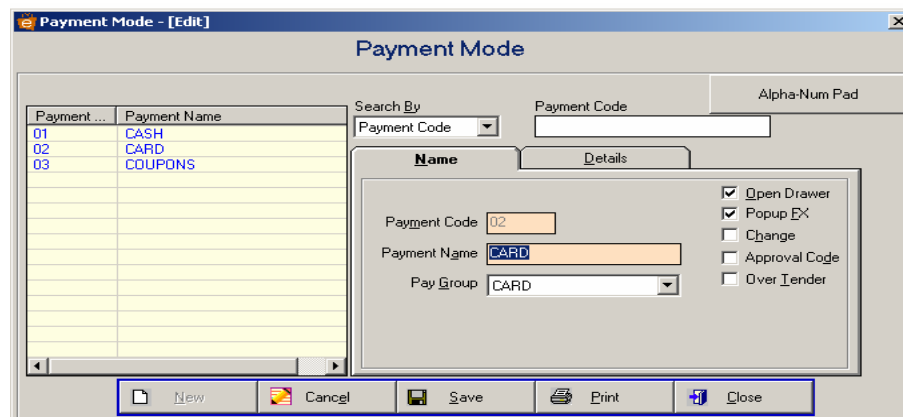 Payment Mode - [Edit]
Payment Mode
Alpha-Num Pad
Search By
Payment Code
Payment Code
Payment ...
Payment Name
01 CASH
02 CARD
03 COUPONS
Name
Details
Payment Code 02
Payment Name CARD
Pay Group CARD
Open Drawer
Popup FX
Change
Approval Code
Over Tender
New
Cancel
Save
Print
Close